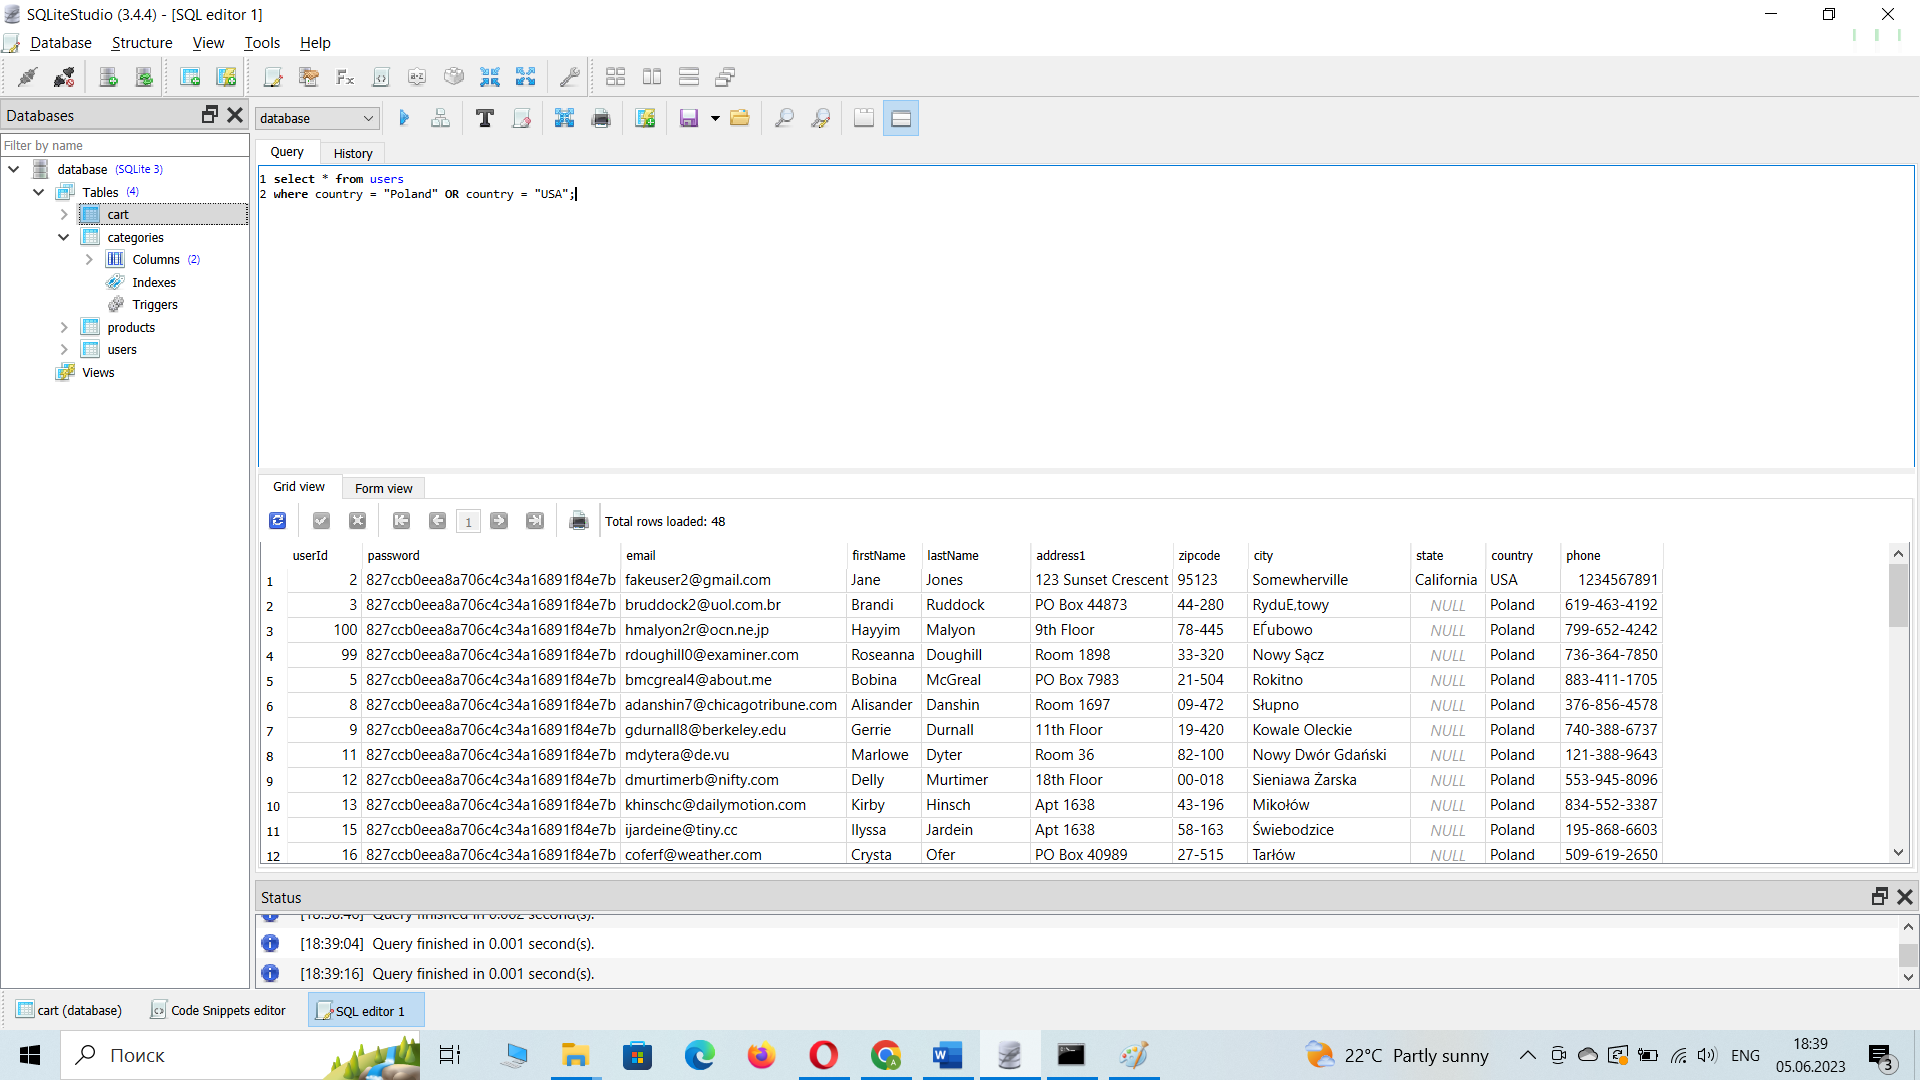 SQLiteStudio (3.4.4) - [SQL editor 1]
Database Structure View Tools Help
Databases
database
Filter by name
Query History
database (SQLite 3)
Tables (4)
cart
categories
Columns (2)
Indexes
Triggers
products
users
Views
1 select * from users
2 where country = "Poland" OR country = "USA";
Grid view Form view
1 Total rows loaded: 48
userId password email firstName lastName address1 zipcode city state country phone
1 2 827ccb0eea8a706c4c34a16891f84e7b fakeuser2@gmail.com Jane Jones 123 Sunset Crescent 95123 Somewherville California USA 1234567891
2 3 827ccb0eea8a706c4c34a16891f84e7b bruddock2@uol.com.br Brandi Ruddock PO Box 44873 44-280 RyduE‚towy NULL Poland 619-463-4192
3 100 827ccb0eea8a706c4c34a16891f84e7b hmalyon2r@ocn.ne.jp Hayyim Malyon 9th Floor 78-445 EЃubowo NULL Poland 799-652-4242
4 99 827ccb0eea8a706c4c34a16891f84e7b rdoughill0@examiner.com Roseanna Doughill Room 1898 33-320 Nowy Sącz NULL Poland 736-364-7850
5 5 827ccb0eea8a706c4c34a16891f84e7b bmcgreal4@about.me Bobina McGreal PO Box 7983 21-504 Rokitno NULL Poland 883-411-1705
6 8 827ccb0eea8a706c4c34a16891f84e7b adanshin7@chicagotribune.com Alisander Danshin Room 1697 09-472 Słupno NULL Poland 376-856-4578
7 9 827ccb0eea8a706c4c34a16891f84e7b gdurnall8@berkeley.edu Gerrie Durnall 11th Floor 19-420 Kowale Oleckie NULL Poland 740-388-6737
8 11 827ccb0eea8a706c4c34a16891f84e7b mdytera@de.vu Marlowe Dyter Room 36 82-100 Nowy Dwór Gdański NULL Poland 121-388-9643
9 12 827ccb0eea8a706c4c34a16891f84e7b dmurtimerb@nifty.com Delly Murtimer 18th Floor 00-018 Sieniawa Żarska NULL Poland 553-945-8096
10 13 827ccb0eea8a706c4c34a16891f84e7b khinschc@dailymotion.com Kirby Hinsch Apt 1638 43-196 Mikołów NULL Poland 834-552-3387
11 15 827ccb0eea8a706c4c34a16891f84e7b ijardeine@tiny.cc Ilyssa Jardein Apt 1638 58-163 Świebodzice NULL Poland 195-868-6603
12 16 827ccb0eea8a706c4c34a16891f84e7b coferf@weather.com Crysta Ofer PO Box 40989 27-515 Tarłów NULL Poland 509-619-2650
Status
Query finished in 0.002 second(s).
[18:39:04] Query finished in 0.001 second(s).
[18:39:16] Query finished in 0.001 second(s).
cart (database) Code Snippets editor SQL editor 1
Поиск 22°C Partly sunny ENG 18:39
05.06.2023 3